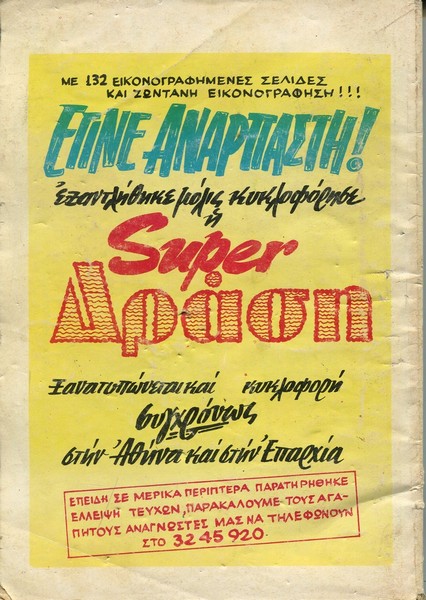 ΜΕ 132 ΕΙΚΟΝΟΓΡΑΦΗΜΕΝΕΣ ΣΕΛΙΔΕΣ
ΚΑΙ ΖΩΝΤΑΝΗ ΕΙΚΟΝΟΓΡΑΦΗΣΗ!!!
ΕΓΙΝΕ ΑΝΑΡΠΑΣΤΗ!
ἐξαντλήθηκε μόλις κυκλοφόρησε
ἡ
Super
Δράση
Ξανατυπώνεται καί κυκλοφορῆ
συγχρόνως
στήν Ἀθήνα καί στήν Ἐπαρχία
ΕΠΕΙΔΗ ΣΕ ΜΕΡΙΚΑ ΠΕΡΙΠΤΕΡΑ ΠΑΡΑΤΗΡΗΘΗΚΕ
ΕΛΛΕΙΨΗ ΤΕΥΧΩΝ, ΠΑΡΑΚΑΛΟΥΜΕ ΤΟΥΣ ΑΓΑ-
ΠΗΤΟΥΣ ΑΝΑΓΝΩΣΤΕΣ ΜΑΣ ΝΑ ΤΗΛΕΦΩΝΟΥΝ
ΣΤΟ 32 45 920.